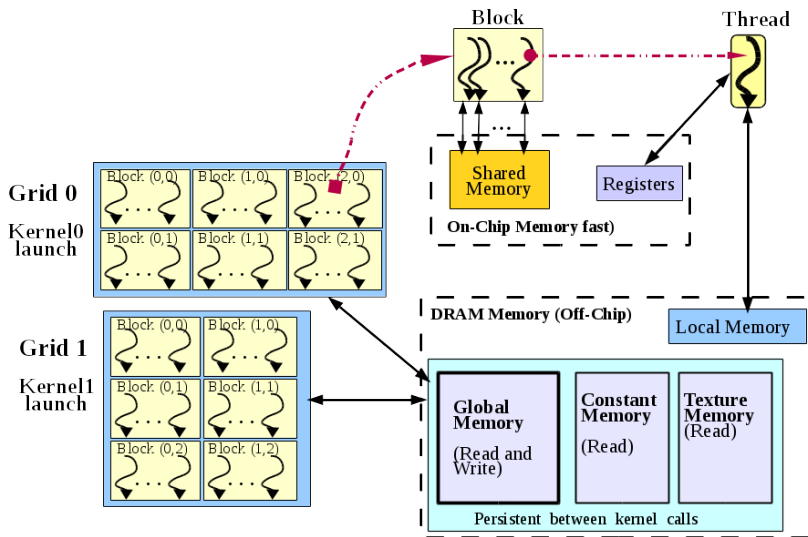 Block
Thread
...
...
Shared
Memory
Registers
On-Chip Memory fast)
Grid 0
Kernel0
launch
Block (0,0)
Block (1,0)
Block (2,0)
... ... ...
Block (0,1)
Block (1,1)
Block (2,1)
... ... ...
DRAM Memory (Off-Chip)
Local Memory
Grid 1
Kernel1
launch
Block (0,0)
Block (1,0)
... ...
Block (0,1)
Block (1,1)
... ...
Block (0,2)
Block (1,2)
... ...
Global
Memory
(Read and
Write)
Constant
Memory
(Read)
Texture
Memory
(Read)
Persistent between kernel calls